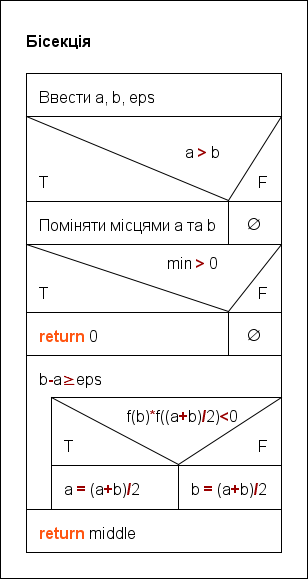 Бісекція
Ввести a, b, eps
a > b
T F
Поміняти місцями a та b ∅
min > 0
T F
return 0 ∅
b-a≥eps
f(b)*f((a+b)/2)<0
T F
a = (a+b)/2 b = (a+b)/2
return middle